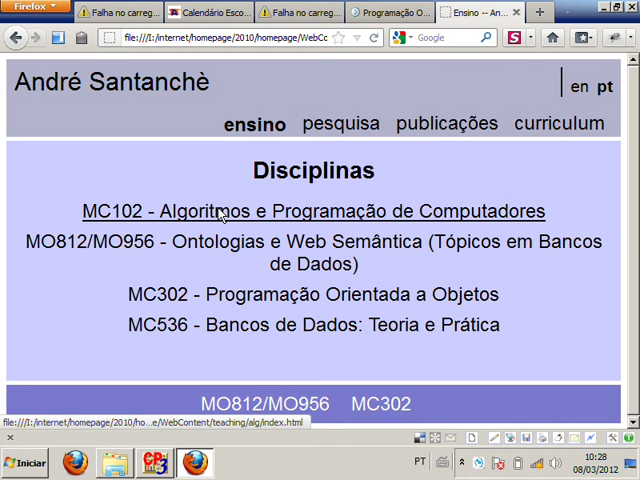 Firefox
Falha no carreg...
Calendário Esco...
Falha no carreg...
Programação O...
Ensino -- An...
file:///I:/internet/homepage/2010/homepage/WebCo
Google
André Santanchè
en pt
ensino pesquisa publicações curriculum
Disciplinas
MC102 - Algoritmos e Programação de Computadores
MO812/MO956 - Ontologias e Web Semântica (Tópicos em Bancos
de Dados)
MC302 - Programação Orientada a Objetos
MC536 - Bancos de Dados: Teoria e Prática
MO812/MO956 MC302
file:///I:/internet/homepage/2010/ho...e/WebContent/teaching/alg/index.html
Iniciar
PT
10:28
08/03/2012